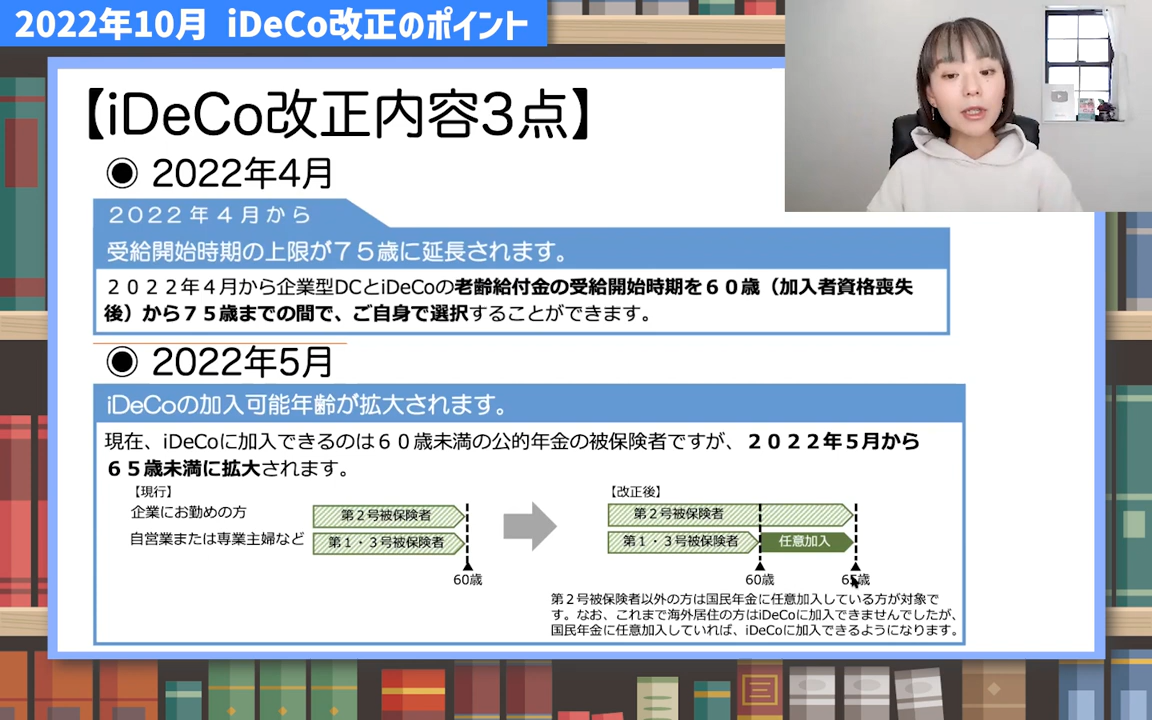 2022年10月 iDeCo改正のポイント
【iDeCo改正内容3点】
◉ 2022年4月
２０２２年４月から
受給開始時期の上限が７５歳に延長されます。
２０２２年４月から企業型DCとiDeCoの老齢給付金の受給開始時期を６０歳（加入者資格喪失
後）から７５歳までの間で、ご自身で選択することができます。
◉ 2022年5月
iDeCoの加入可能年齢が拡大されます。
現在、iDeCoに加入できるのは６０歳未満の公的年金の被保険者ですが、２０２２年５月から
６５歳未満に拡大されます。
【現行】
企業にお勤めの方
第２号被保険者
自営業または専業主婦など
第１・３号被保険者
60歳
【改正後】
第２号被保険者
第１・３号被保険者
任意加入
60歳
65歳
第２号被保険者以外の方は国民年金に任意加入している方が対象で
す。なお、これまで海外居住の方はiDeCoに加入できませんでしたが、
国民年金に任意加入していれば、iDeCoに加入できるようになります。